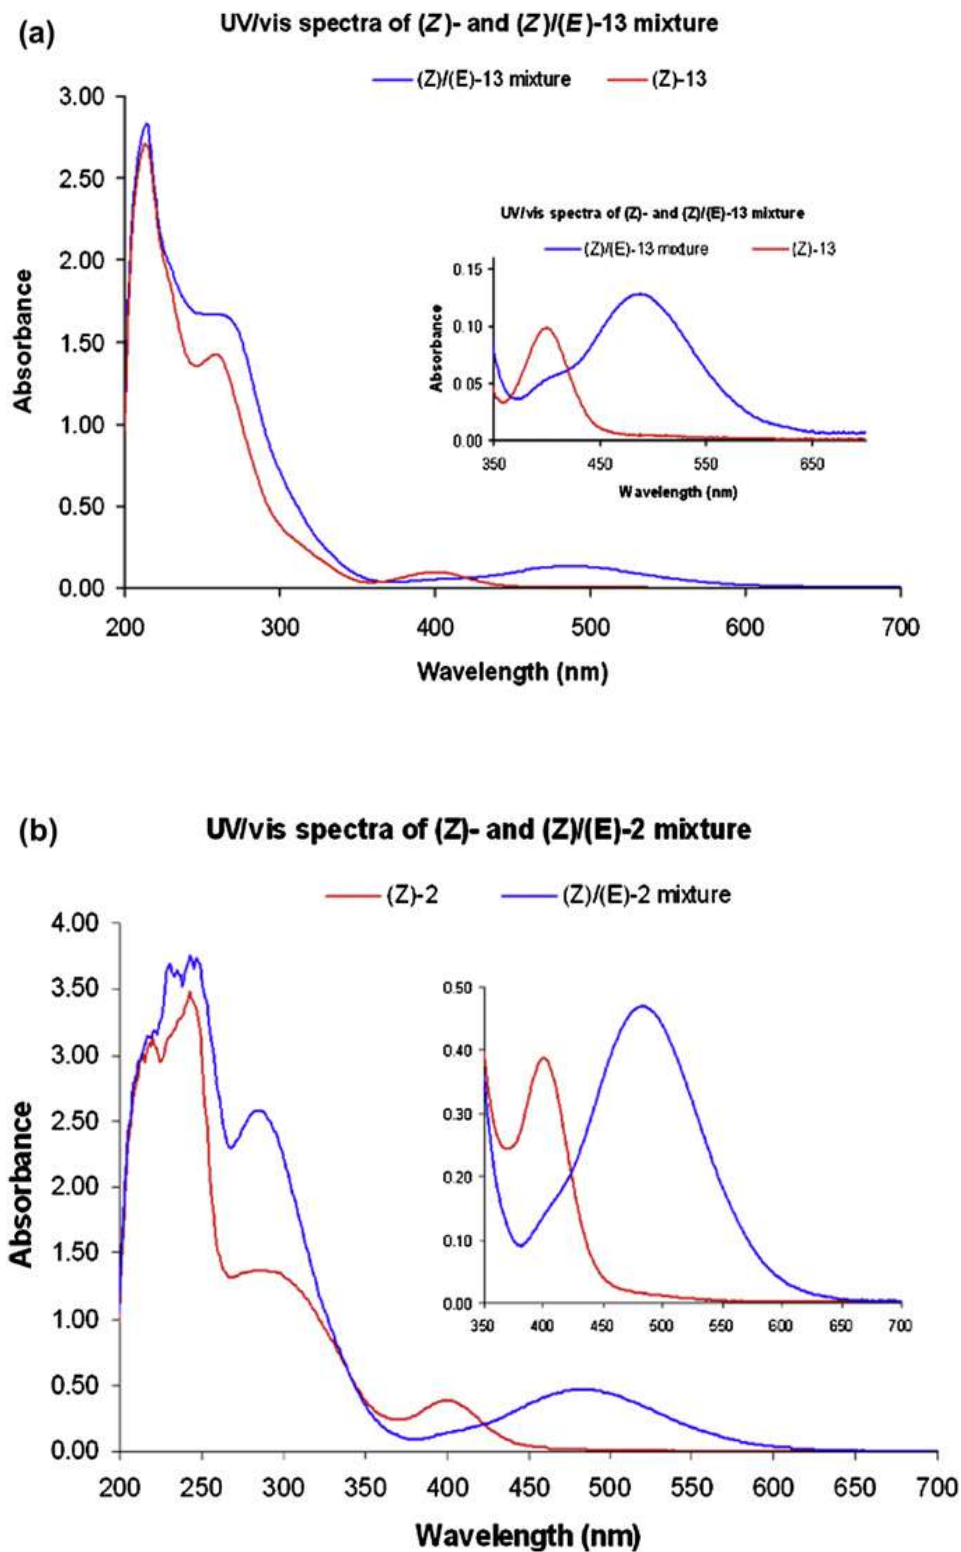 (a)
UV/vis spectra of (Z)- and (Z)/(E)-13 mixture
(Z)/(E)-13 mixture (Z)-13
3.00
2.50
2.00
1.50
1.00
0.50
0.00
Absorbance
200 300 400 500 600 700
Wavelength (nm)
UV/vis spectra of (Z)- and (Z)/(E)-13 mixture
(Z)/(E)-13 mixture (Z)-13
0.15
0.10
0.05
0.00
Absorbance
350 450 550 650
Wavelength (nm)
(b)
UV/vis spectra of (Z)- and (Z)/(E)-2 mixture
(Z)-2 (Z)/(E)-2 mixture
4.00
3.50
3.00
2.50
2.00
1.50
1.00
0.50
0.00
Absorbance
200 250 300 350 400 450 500 550 600 650 700
Wavelength (nm)
0.50
0.40
0.30
0.20
0.10
0.00
350 400 450 500 550 600 650 700